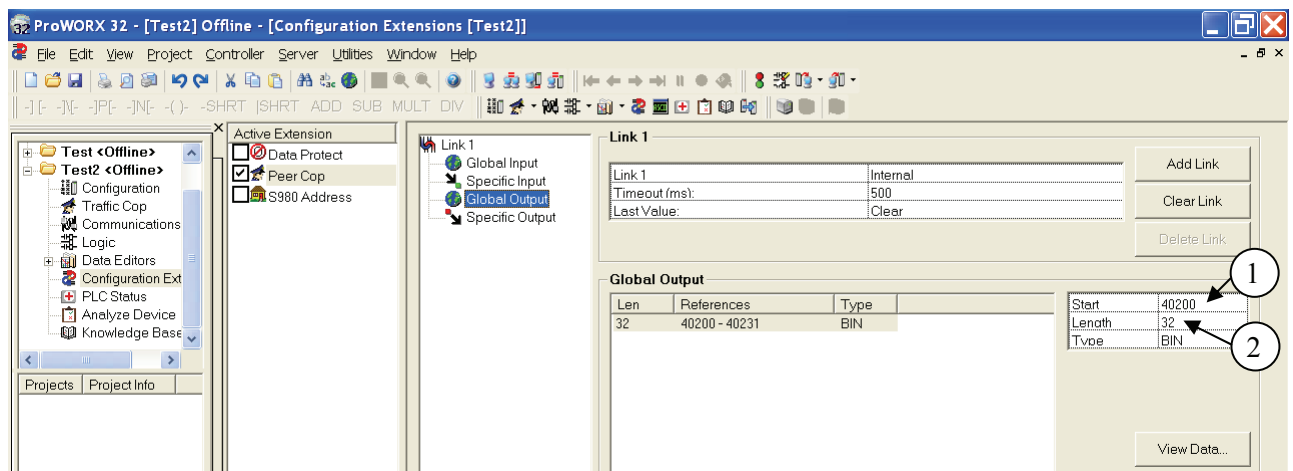 ProWORX 32 - [Test2] Offline - [Configuration Extensions [Test2]]
File Edit View Project Controller Server Utilities Window Help
-] [- -]\[- -]P[- -]N[- -( )- -SHRT |SHRT ADD SUB MULT DIV
Test <Offline>
Test2 <Offline>
Configuration
Traffic Cop
Communications
Logic
Data Editors
Configuration Ext
PLC Status
Analyze Device
Knowledge Base
Projects Project Info
Active Extension
Data Protect
Peer Cop
S980 Address
Link 1
Global Input
Specific Input
Global Output
Specific Output
Link 1
Link 1 Internal
Timeout (ms): 500
Last Value: Clear
Add Link
Clear Link
Delete Link
Global Output
Len References Type
32 40200 - 40231 BIN
Start 40200
Length 32
Type BIN
1
2
View Data...